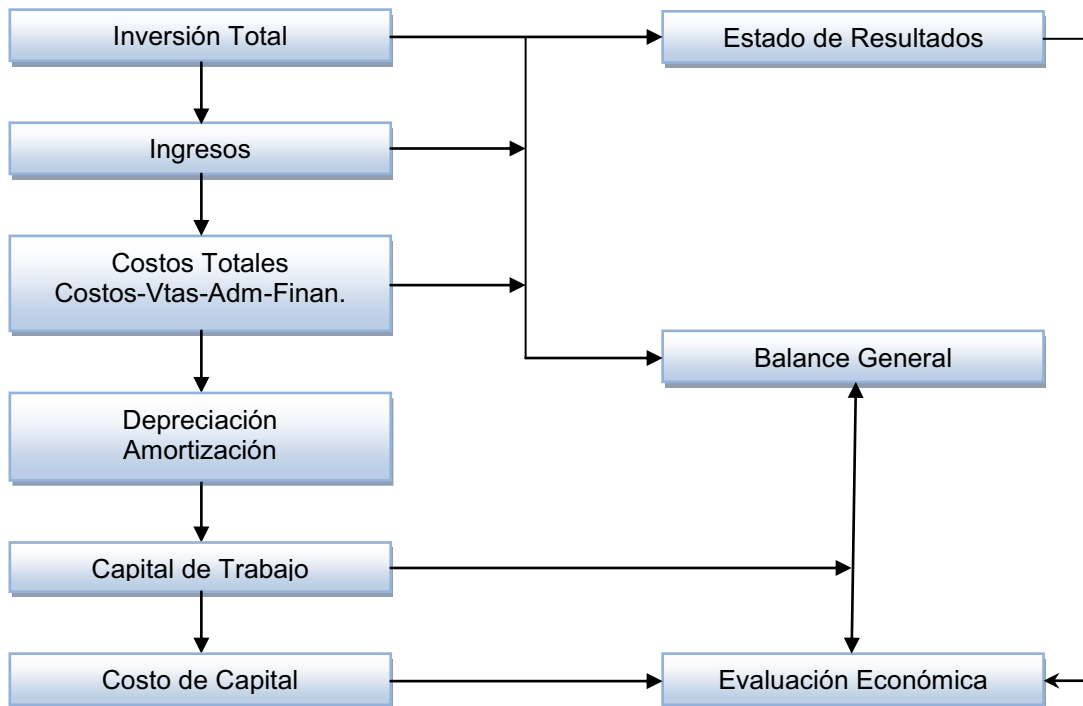 Inversión Total
Estado de Resultados
Ingresos
Costos Totales
Costos-Vtas-Adm-Finan.
Balance General
Depreciación
Amortización
Capital de Trabajo
Costo de Capital
Evaluación Económica